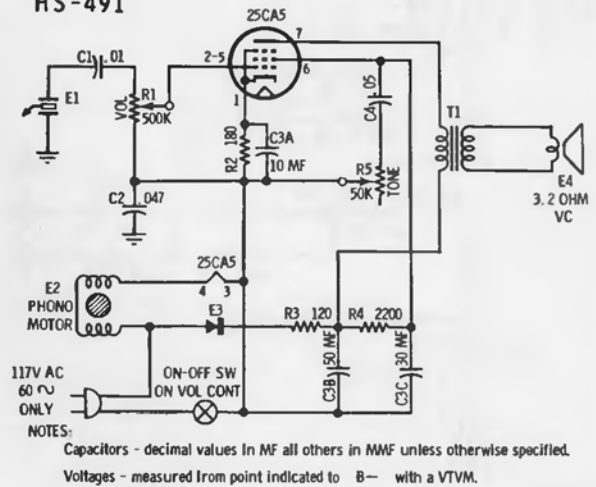 HS-491
25CA5
7
2-5
6
1
C1 .01
E1
VOL
R1
500K
R2 180
C3A
10 MF
C4 .05
R5
50K
TONE
T1
E4
3.2 OHM
VC
C2 .047
E2
PHONO
MOTOR
25CA5
4 3
E3
R3 120
R4 2200
C3B 50 MF
C3C 30 MF
117V AC
60 ∿
ONLY
ON-OFF SW
ON VOL CONT
NOTES:
Capacitors - decimal values in MF all others in MMF unless otherwise specified.
Voltages - measured from point indicated to B— with a VTVM.